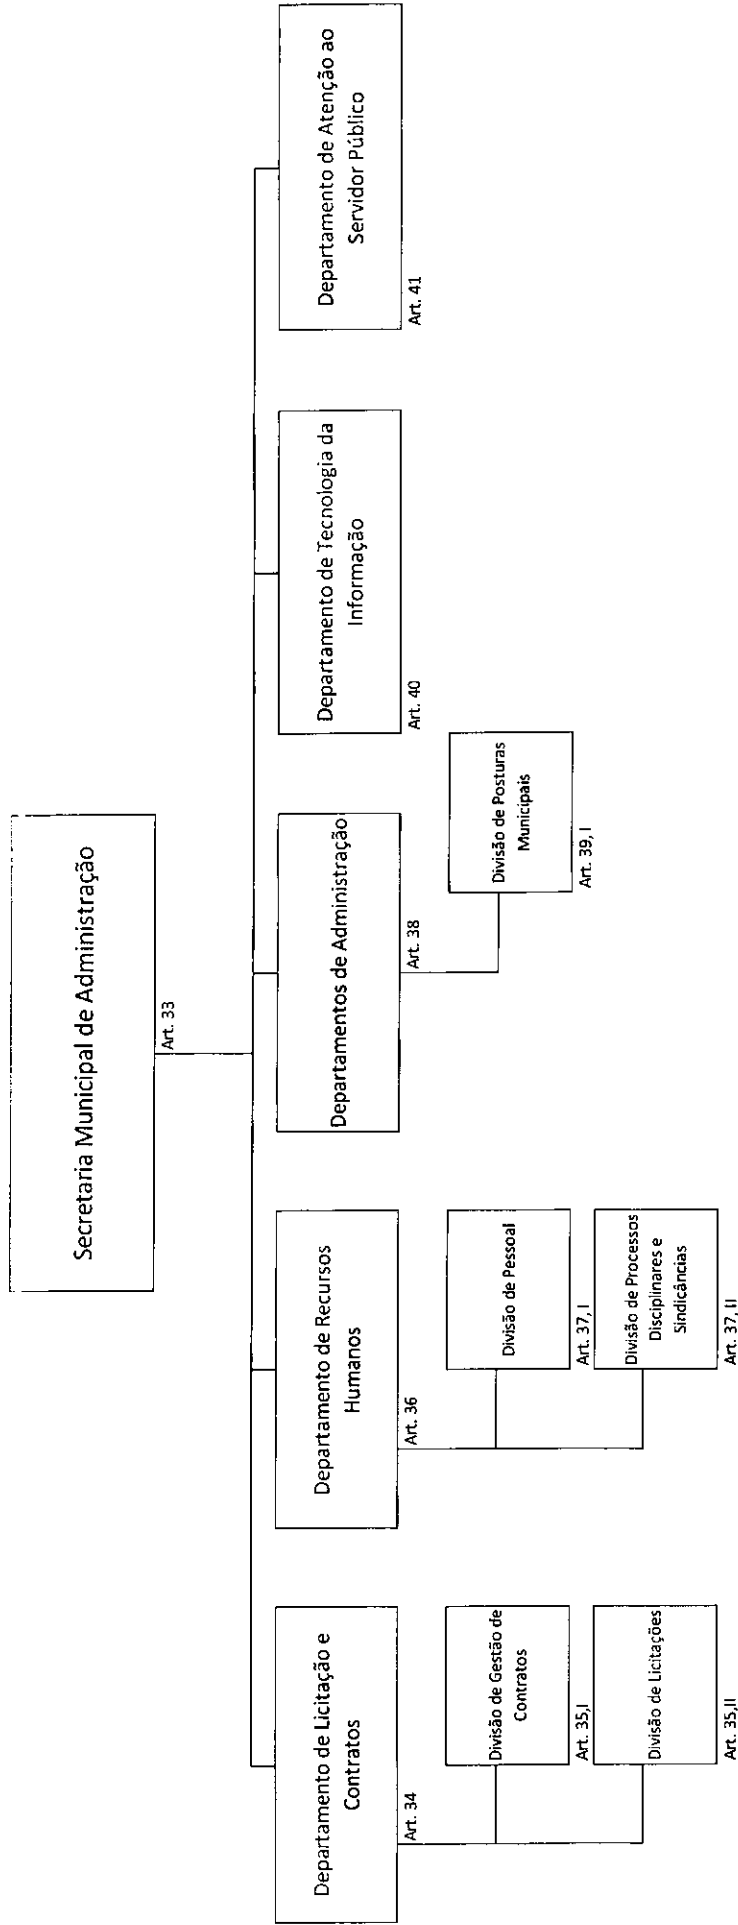 Secretaria Municipal de Administração
Art. 33
Departamento de Licitação e
Contratos
Art. 34
Divisão de Gestão de
Contratos
Art. 35,I
Divisão de Licitações
Art. 35,II
Departamento de Recursos
Humanos
Art. 36
Divisão de Pessoal
Art. 37, I
Divisão de Processos
Disciplinares e
Sindicâncias
Art. 37, II
Departamentos de Administração
Art. 38
Divisão de Posturas
Municipais
Art. 39, I
Departamento de Tecnologia da
Informação
Art. 40
Departamento de Atenção ao
Servidor Público
Art. 41